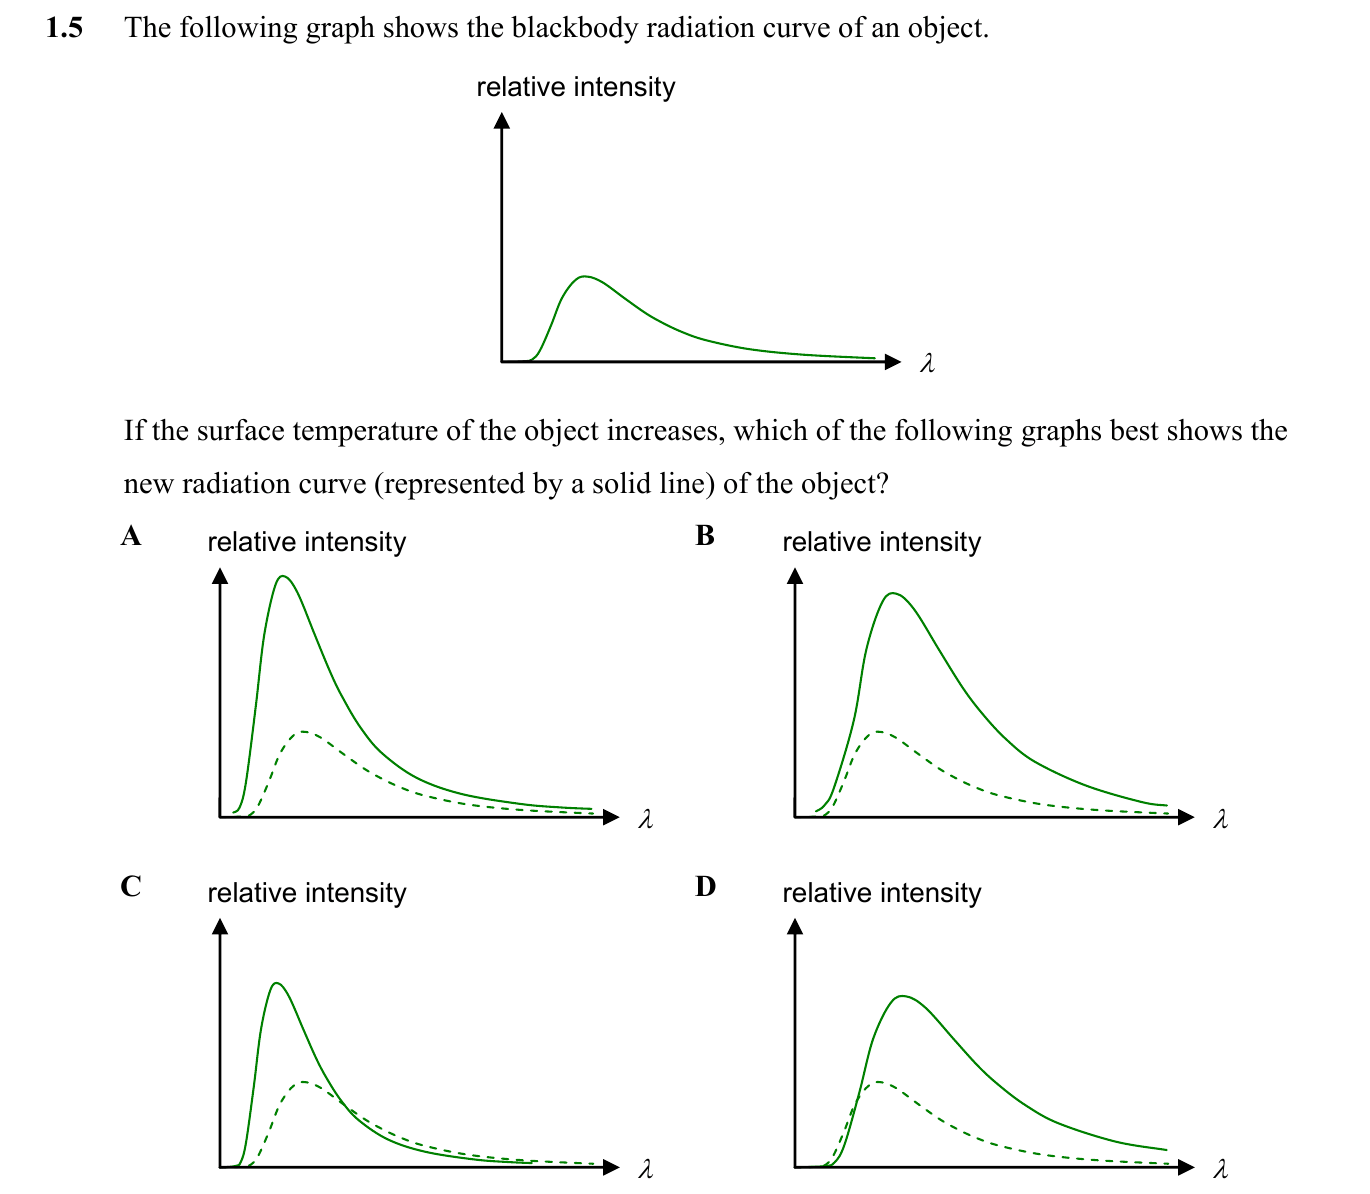 1.5 The following graph shows the blackbody radiation curve of an object.
relative intensity
λ
If the surface temperature of the object increases, which of the following graphs best shows the
new radiation curve (represented by a solid line) of the object?
A relative intensity
λ
B relative intensity
λ
C relative intensity
λ
D relative intensity
λ